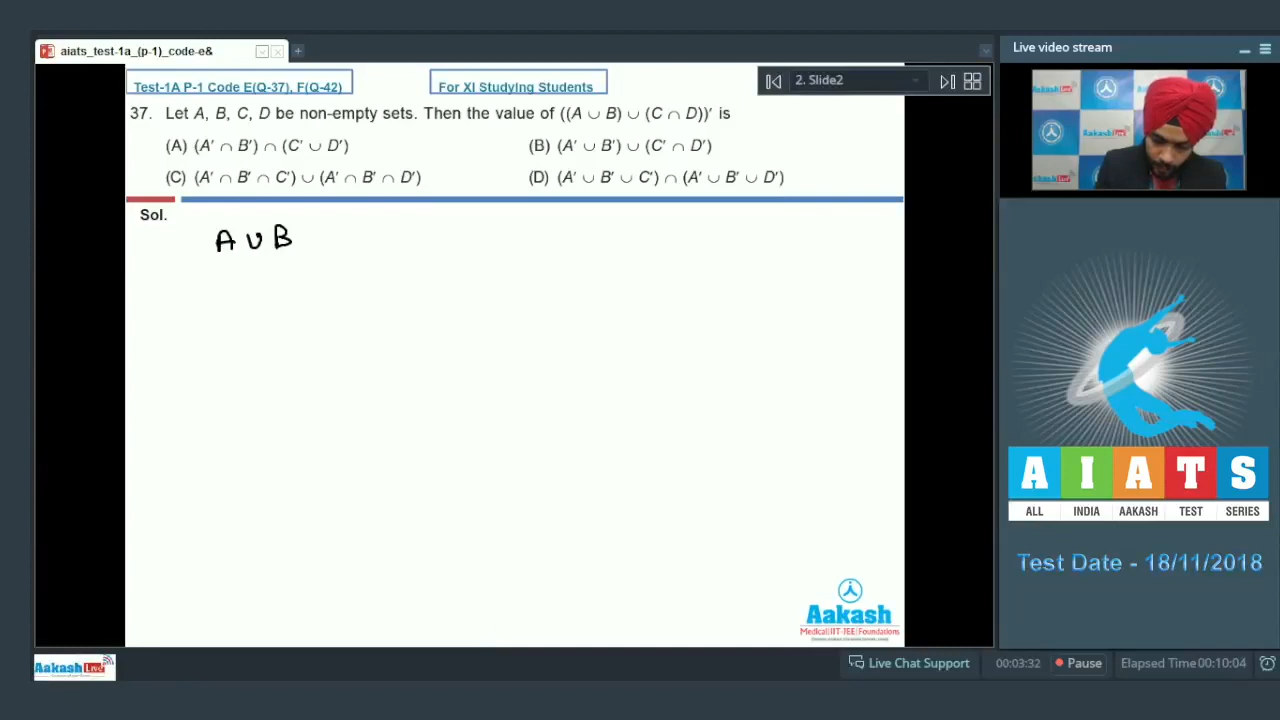 aiats_test-1a_(p-1)_code-e&
Live video stream
Test-1A P-1 Code E(Q-37), F(Q-42)
For XI Studying Students
2. Slide2
37. Let A, B, C, D be non-empty sets. Then the value of ((A ∪ B) ∪ (C ∩ D))′ is
(A) (A′ ∩ B′) ∩ (C′ ∪ D′)
(B) (A′ ∪ B′) ∪ (C′ ∩ D′)
(C) (A′ ∩ B′ ∩ C′) ∪ (A′ ∩ B′ ∩ D′)
(D) (A′ ∪ B′ ∪ C′) ∩ (A′ ∪ B′ ∪ D′)
Sol.
A ∪ B
A I A T S
ALL INDIA AAKASH TEST SERIES
Test Date - 18/11/2018
Aakash
Medical|IIT-JEE|Foundations
Aakash Live
Live Chat Support
00:03:32
Pause
Elapsed Time 00:10:04